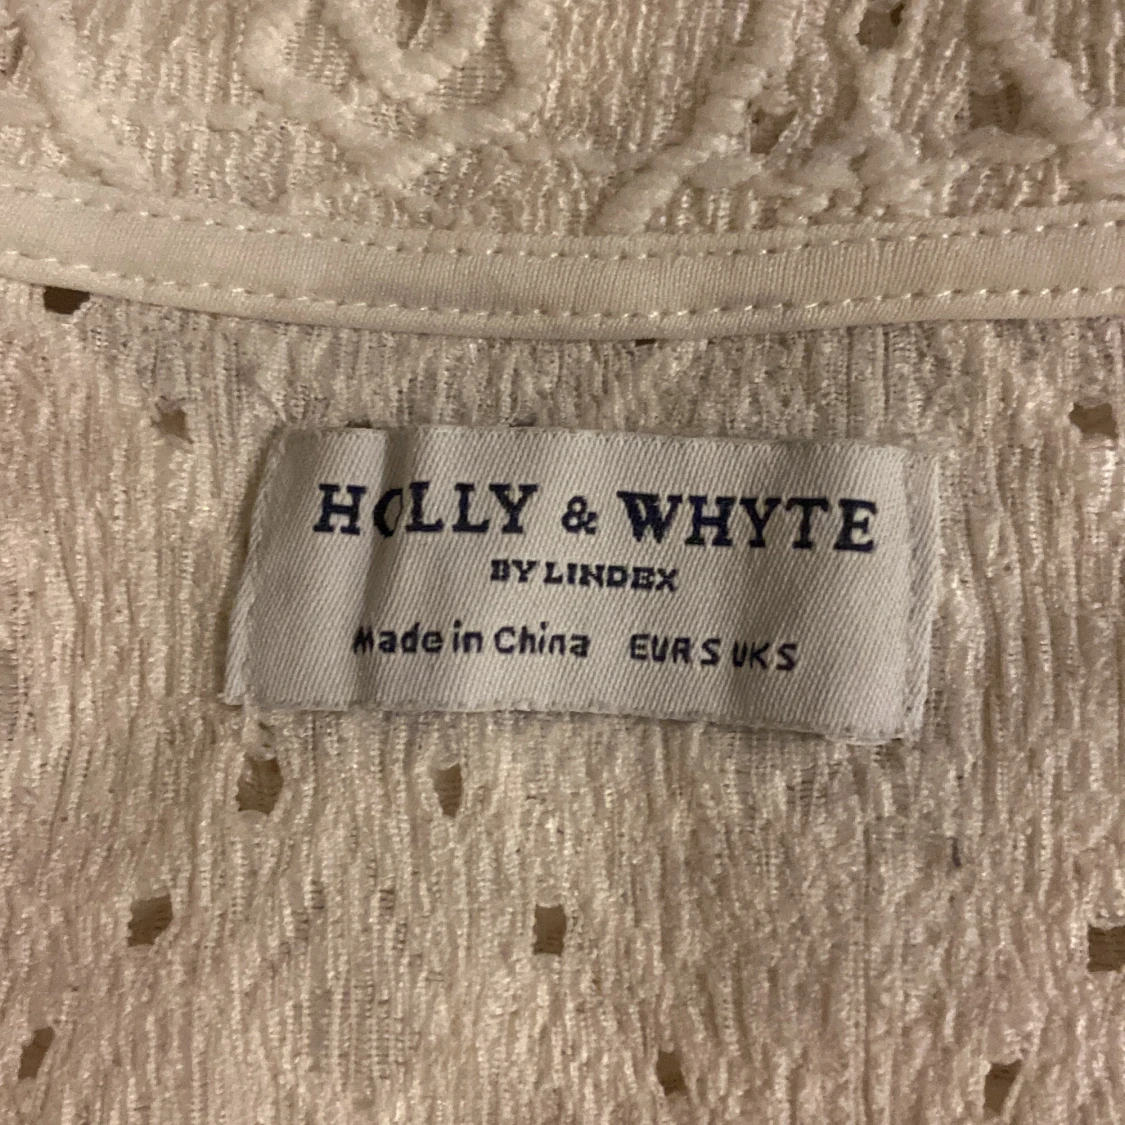 HOLLY & WHYTE
BY LINDEX
Made in China EUR S UK S